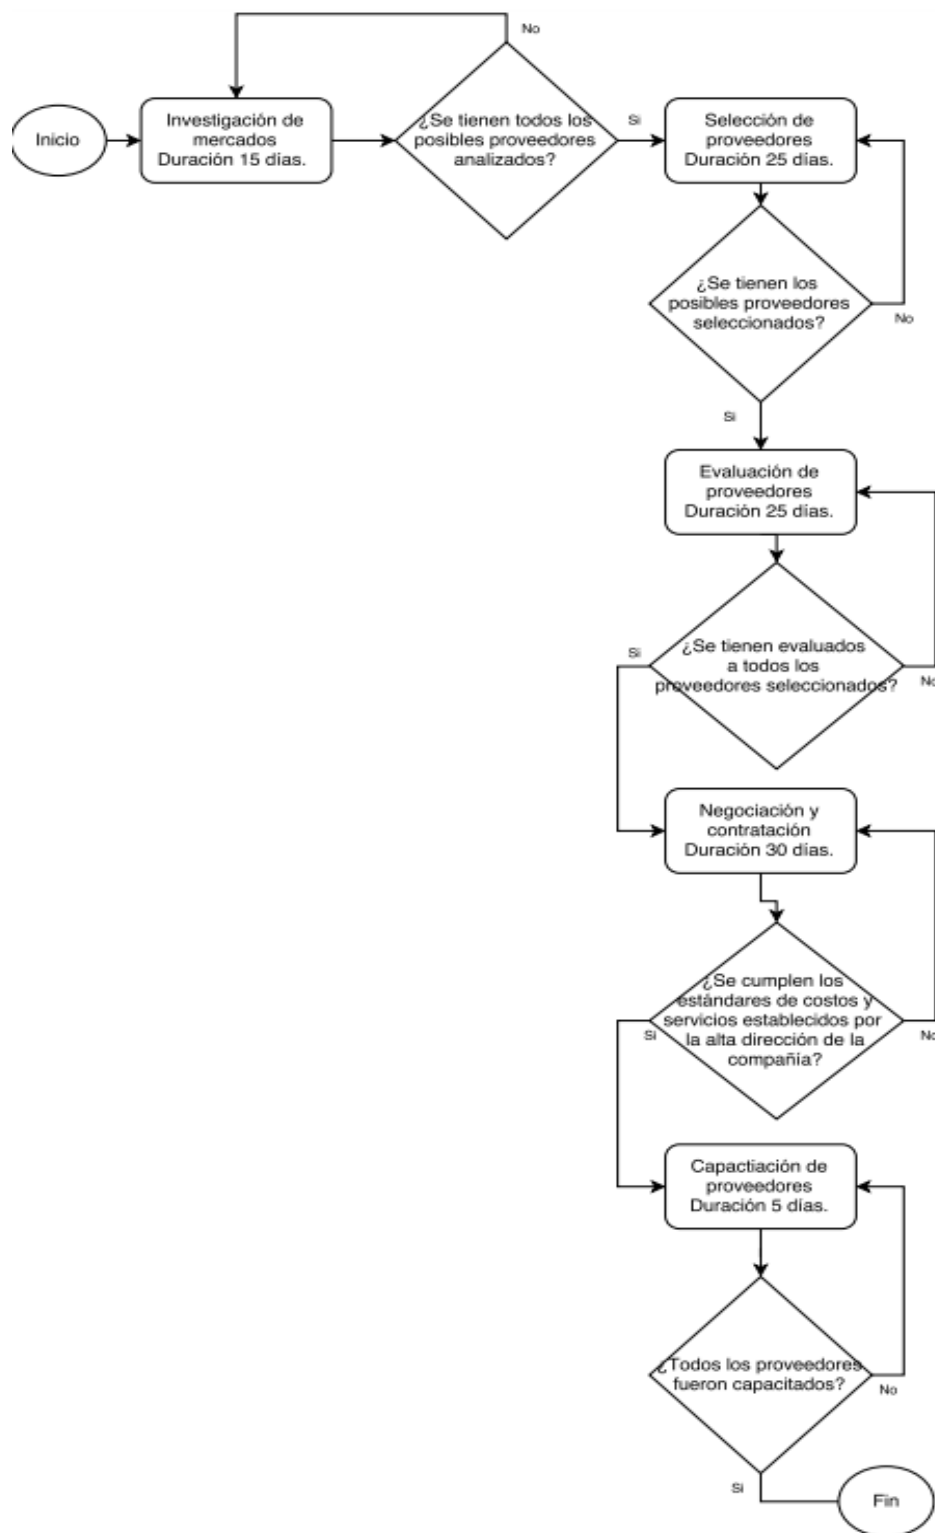 No
Inicio
Investigación de
mercados
Duración 15 días.
¿Se tienen todos los
posibles proveedores
analizados?
Si
Selección de
proveedores
Duración 25 días.
¿Se tienen los
posibles proveedores
seleccionados?
No
Si
Evaluación de
proveedores
Duración 25 días.
Si
¿Se tienen evaluados
a todos los
proveedores seleccionados?
No
Negociación y
contratación
Duración 30 días.
¿Se cumplen los
estándares de costos y
servicios establecidos por
la alta dirección de la
compañía?
Si
No
Capactiación de
proveedores
Duración 5 días.
¿Todos los proveedores
fueron capacitados?
No
Si
Fin